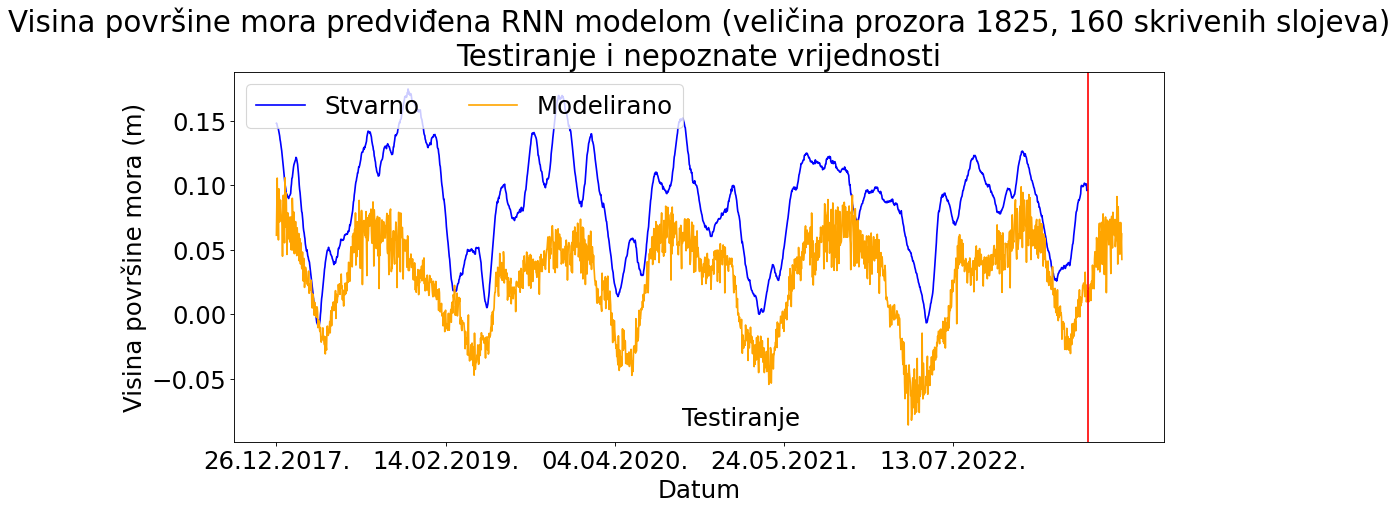 Visina površine mora predviđena RNN modelom (veličina prozora 1825, 160 skrivenih slojeva)
Testiranje i nepoznate vrijednosti
Stvarno Modelirano
Visina površine mora (m)
0.15
0.10
0.05
0.00
−0.05
Testiranje
26.12.2017. 14.02.2019. 04.04.2020. 24.05.2021. 13.07.2022.
Datum